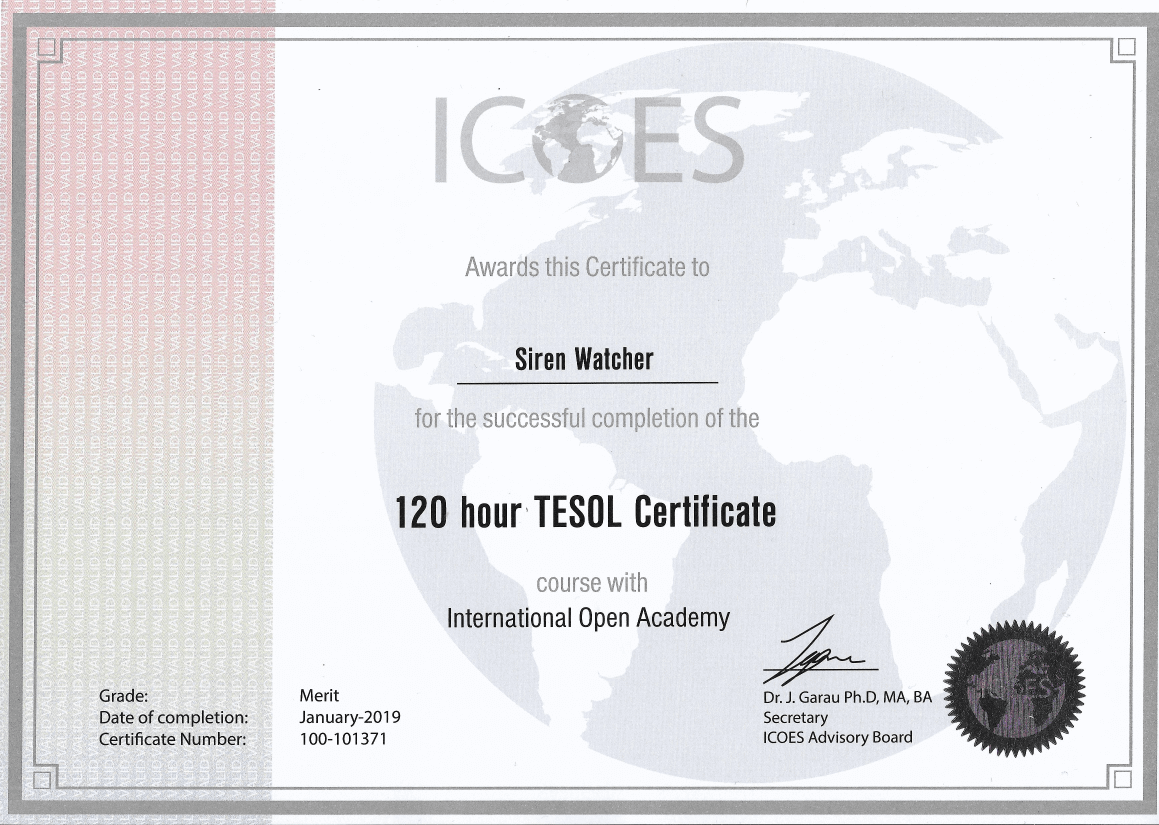 ICOES
Awards this Certificate to
Siren Watcher
for the successful completion of the
120 hour TESOL Certificate
course with
International Open Academy
Grade: Merit
Date of completion: January-2019
Certificate Number: 100-101371
Dr. J. Garau Ph.D, MA, BA
Secretary
ICOES Advisory Board
ICOES